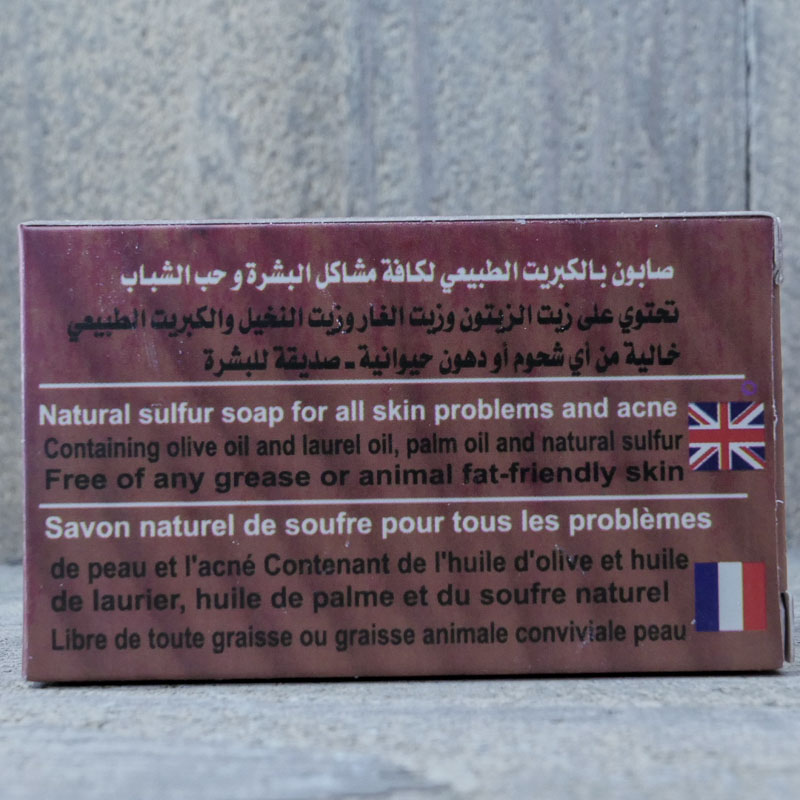 صابون بالكبريت الطبيعي لكافة مشاكل البشرة و حب الشباب
تحتوي على زيت الزيتون وزيت الغار وزيت النخيل والكبريت الطبيعي
خالية من أي شحوم أو دهون حيوانية - صديقة للبشرة
Natural sulfur soap for all skin problems and acne
Containing olive oil and laurel oil, palm oil and natural sulfur
Free of any grease or animal fat-friendly skin
Savon naturel de soufre pour tous les problèmes
de peau et l'acné Contenant de l'huile d'olive et huile
de laurier, huile de palme et du soufre naturel
Libre de toute graisse ou graisse animale conviviale peau